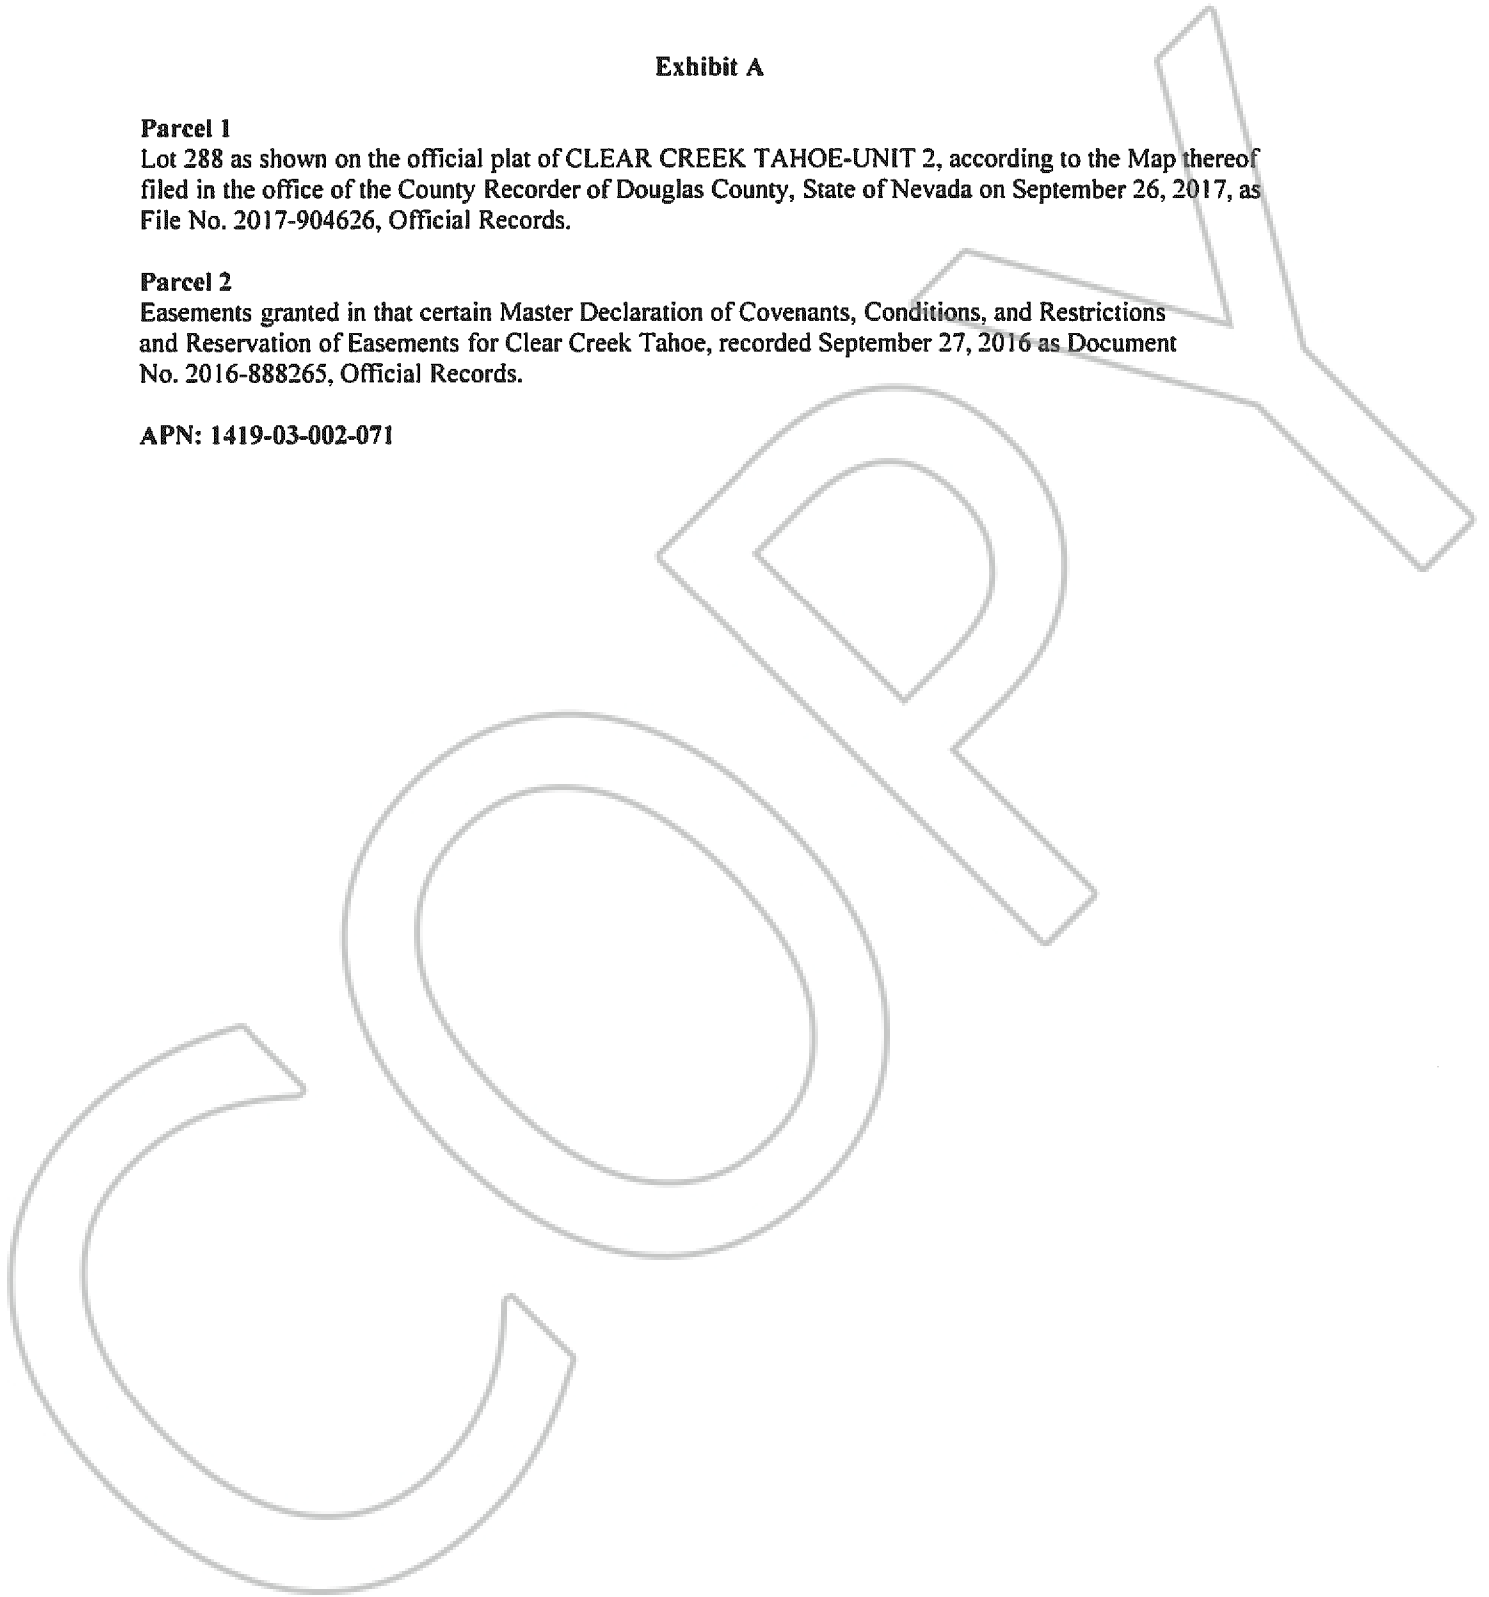 Exhibit A
Parcel 1
Lot 288 as shown on the official plat of CLEAR CREEK TAHOE-UNIT 2, according to the Map thereof
filed in the office of the County Recorder of Douglas County, State of Nevada on September 26, 2017, as
File No. 2017-904626, Official Records.
Parcel 2
Easements granted in that certain Master Declaration of Covenants, Conditions, and Restrictions
and Reservation of Easements for Clear Creek Tahoe, recorded September 27, 2016 as Document
No. 2016-888265, Official Records.
APN: 1419-03-002-071
COPY